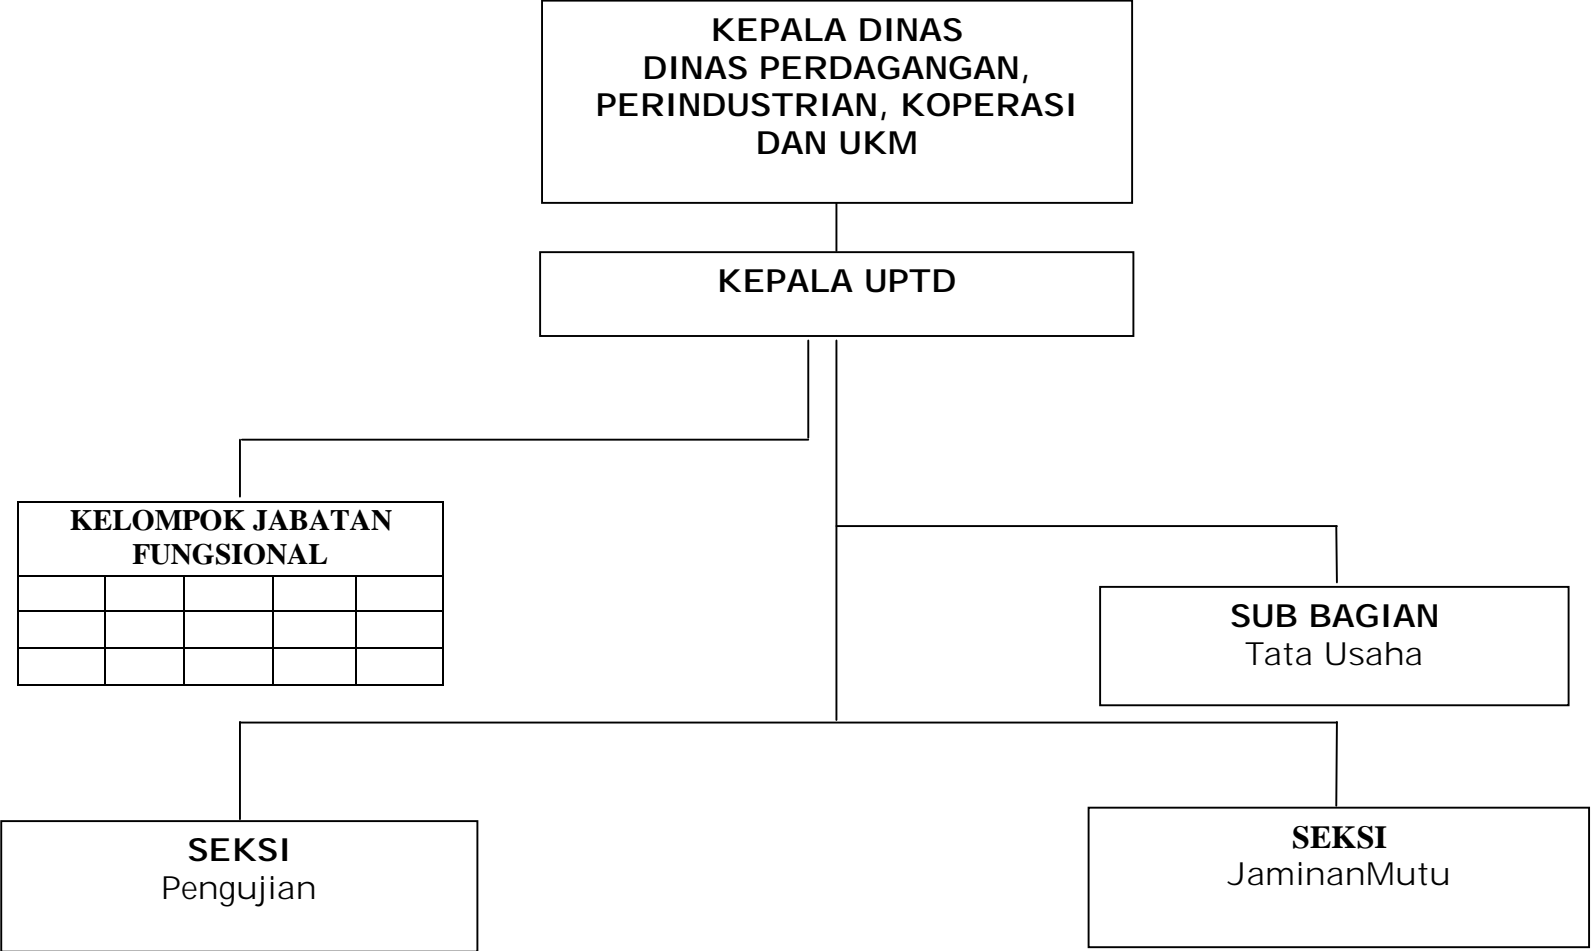 KEPALA DINAS
DINAS PERDAGANGAN,
PERINDUSTRIAN, KOPERASI
DAN UKM
KEPALA UPTD
KELOMPOK JABATAN
FUNGSIONAL
SUB BAGIAN
Tata Usaha
SEKSI
Pengujian
SEKSI
JaminanMutu